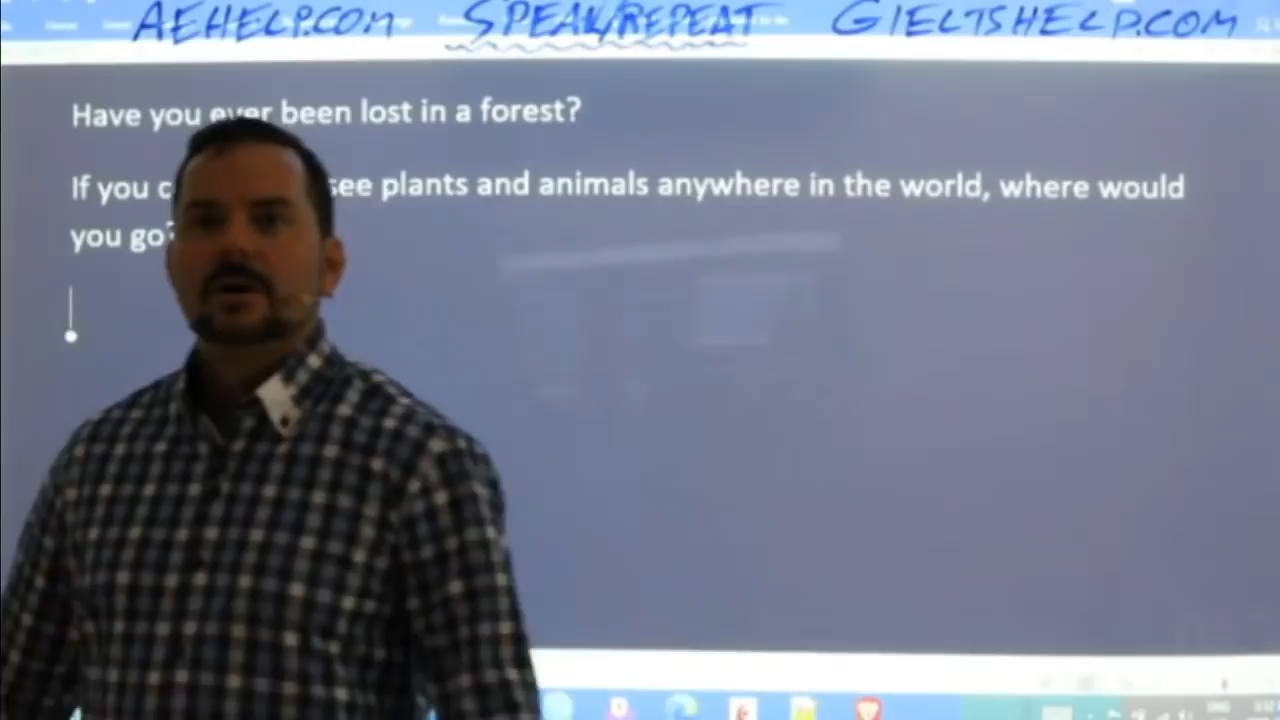 AEHELP.COM SPEAK/REPEAT GIELTSHELP.COM
Have you ever been lost in a forest?
If you see plants and animals anywhere in the world, where would
you go?